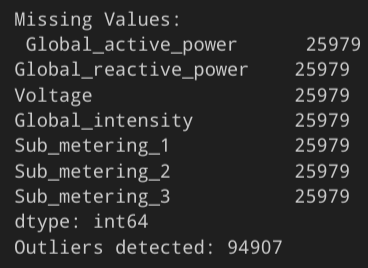 Missing Values:
 Global_active_power      25979
Global_reactive_power    25979
Voltage                  25979
Global_intensity         25979
Sub_metering_1           25979
Sub_metering_2           25979
Sub_metering_3           25979
dtype: int64
Outliers detected: 94907